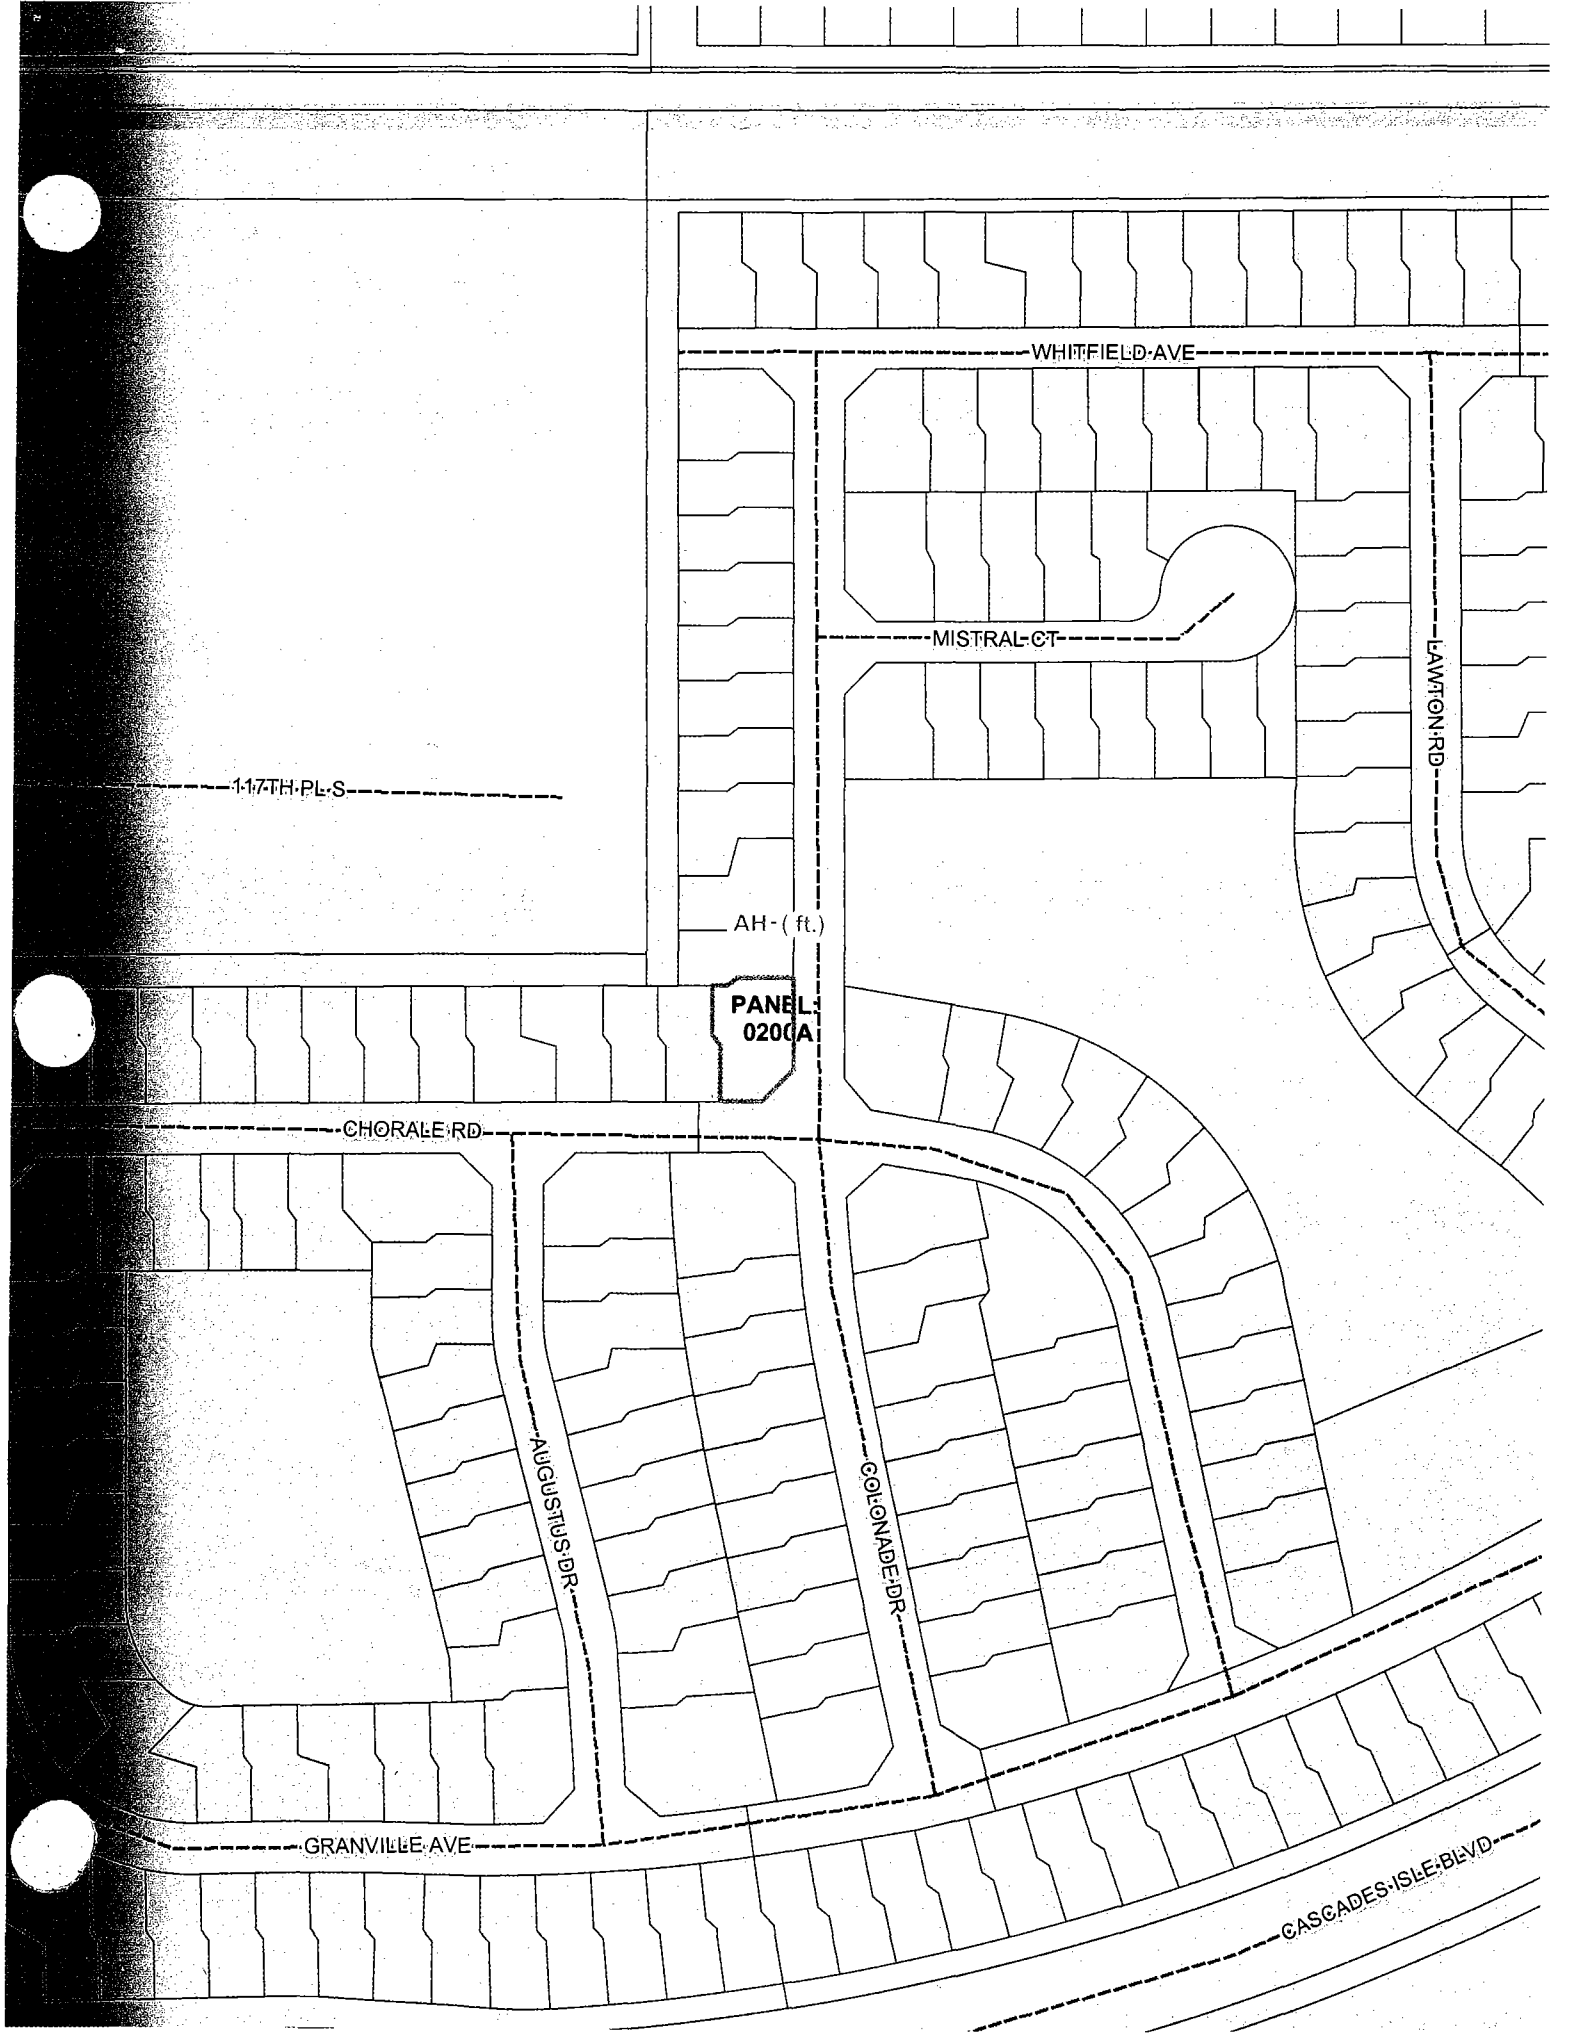 WHITFIELD AVE
MISTRAL CT
LAWTON RD
117TH PL S
AH - ( ft.)
PANEL:
0200A
CHORALE RD
AUGUSTUS DR
COLONADE DR
GRANVILLE AVE
CASCADES ISLE BLVD